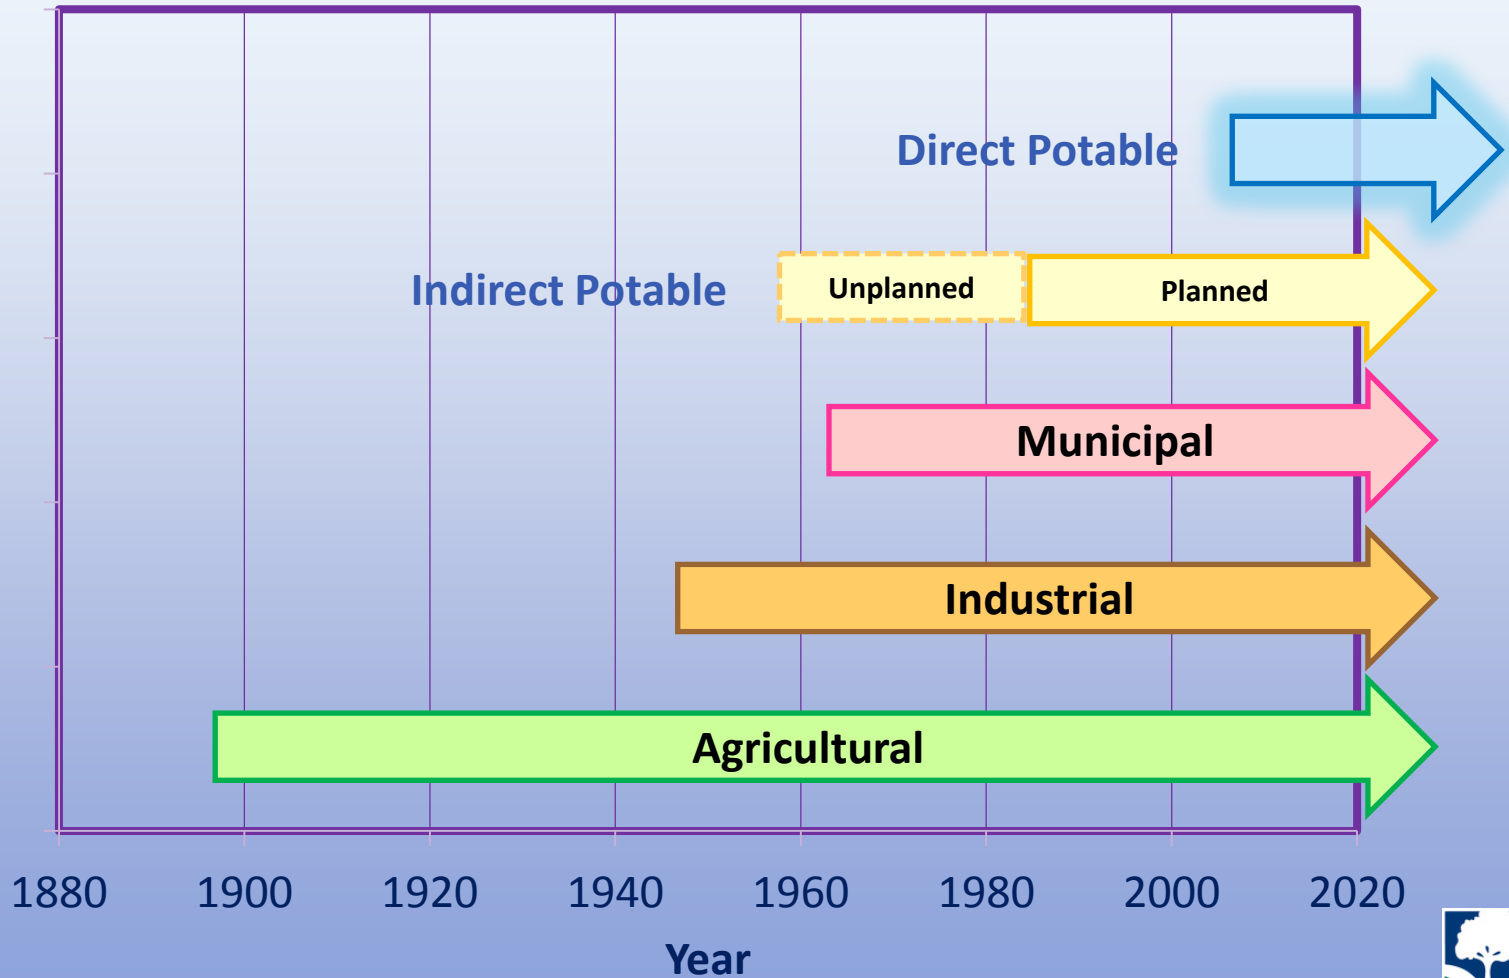 Direct Potable
Indirect Potable
Unplanned
Planned
Municipal
Industrial
Agricultural
1880 1900 1920 1940 1960 1980 2000 2020
Year